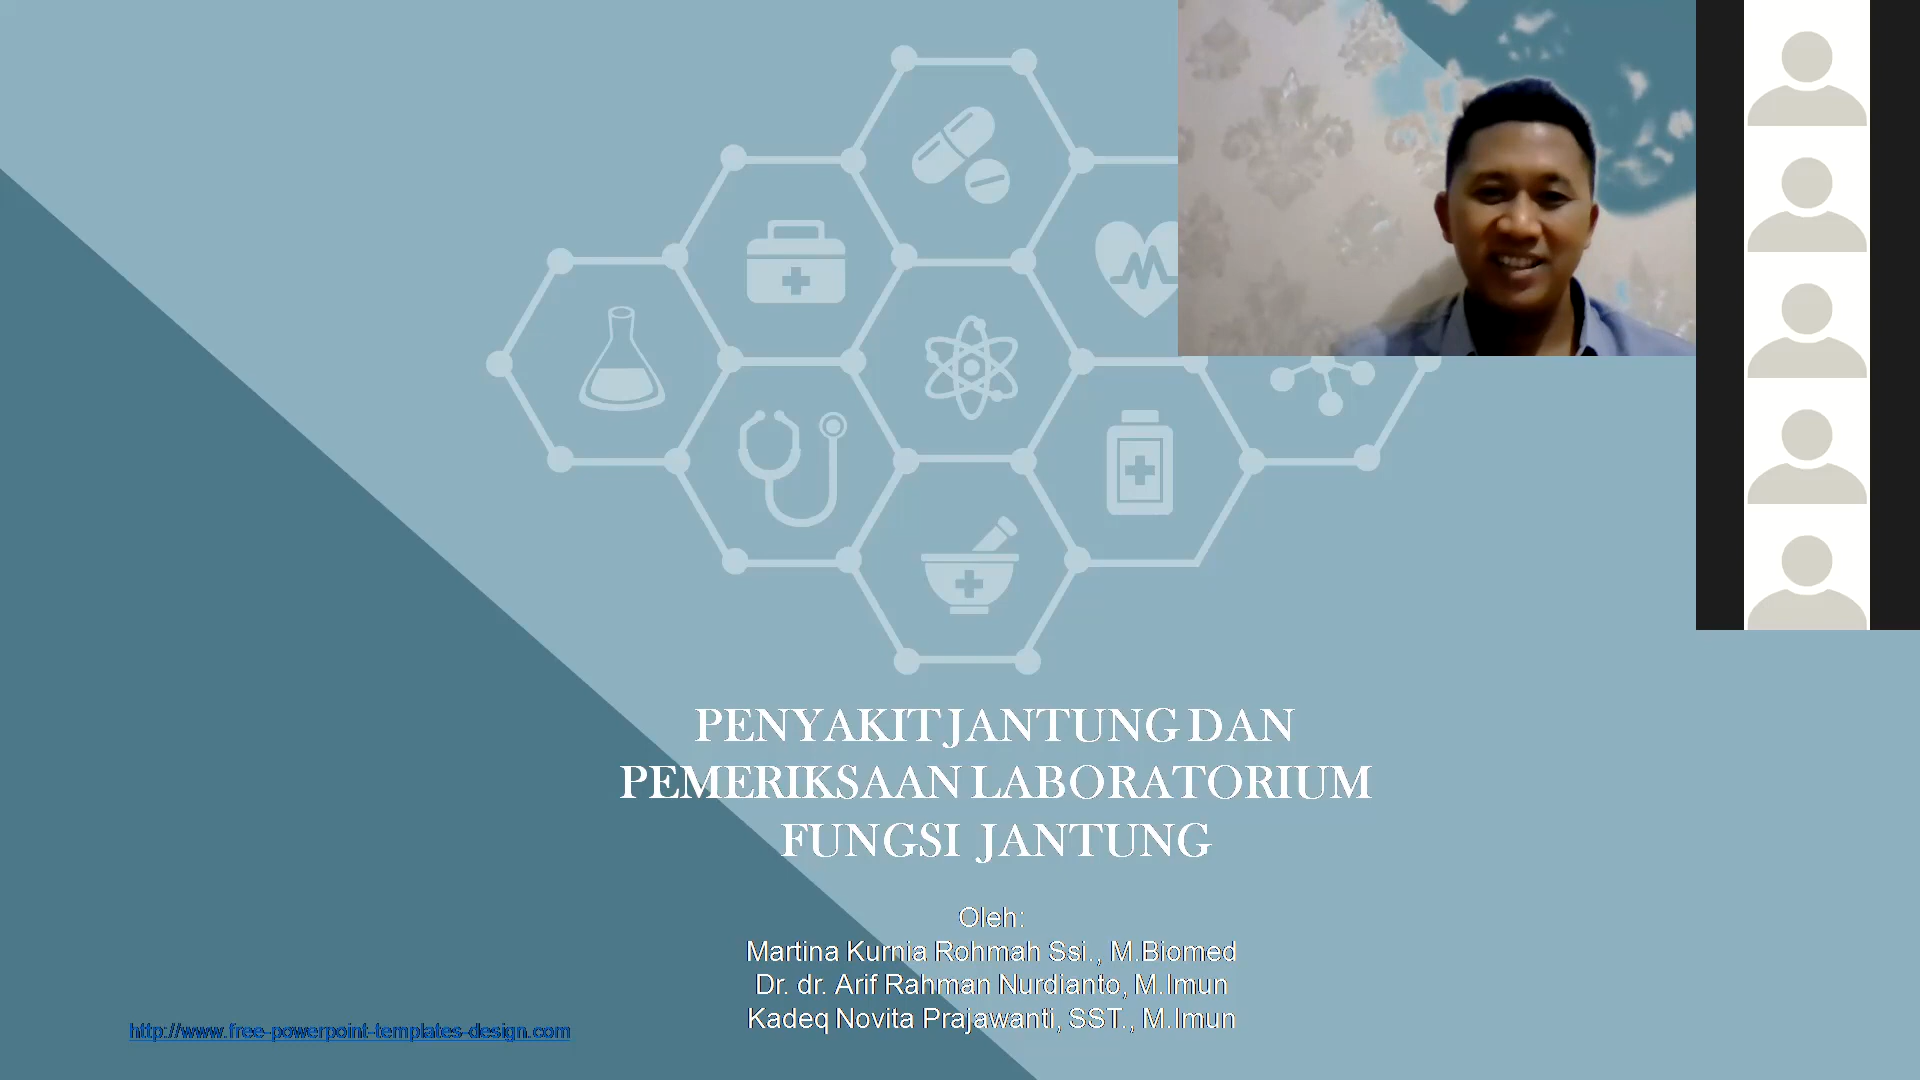 PENYAKIT JANTUNG DAN
PEMERIKSAAN LABORATORIUM
FUNGSI JANTUNG
Oleh:
Martina Kurnia Rohmah Ssi., M.Biomed
Dr. dr. Arif Rahman Nurdianto, M.Imun
Kadeq Novita Prajawanti, SST., M.Imun
http://www.free-powerpoint-templates-design.com